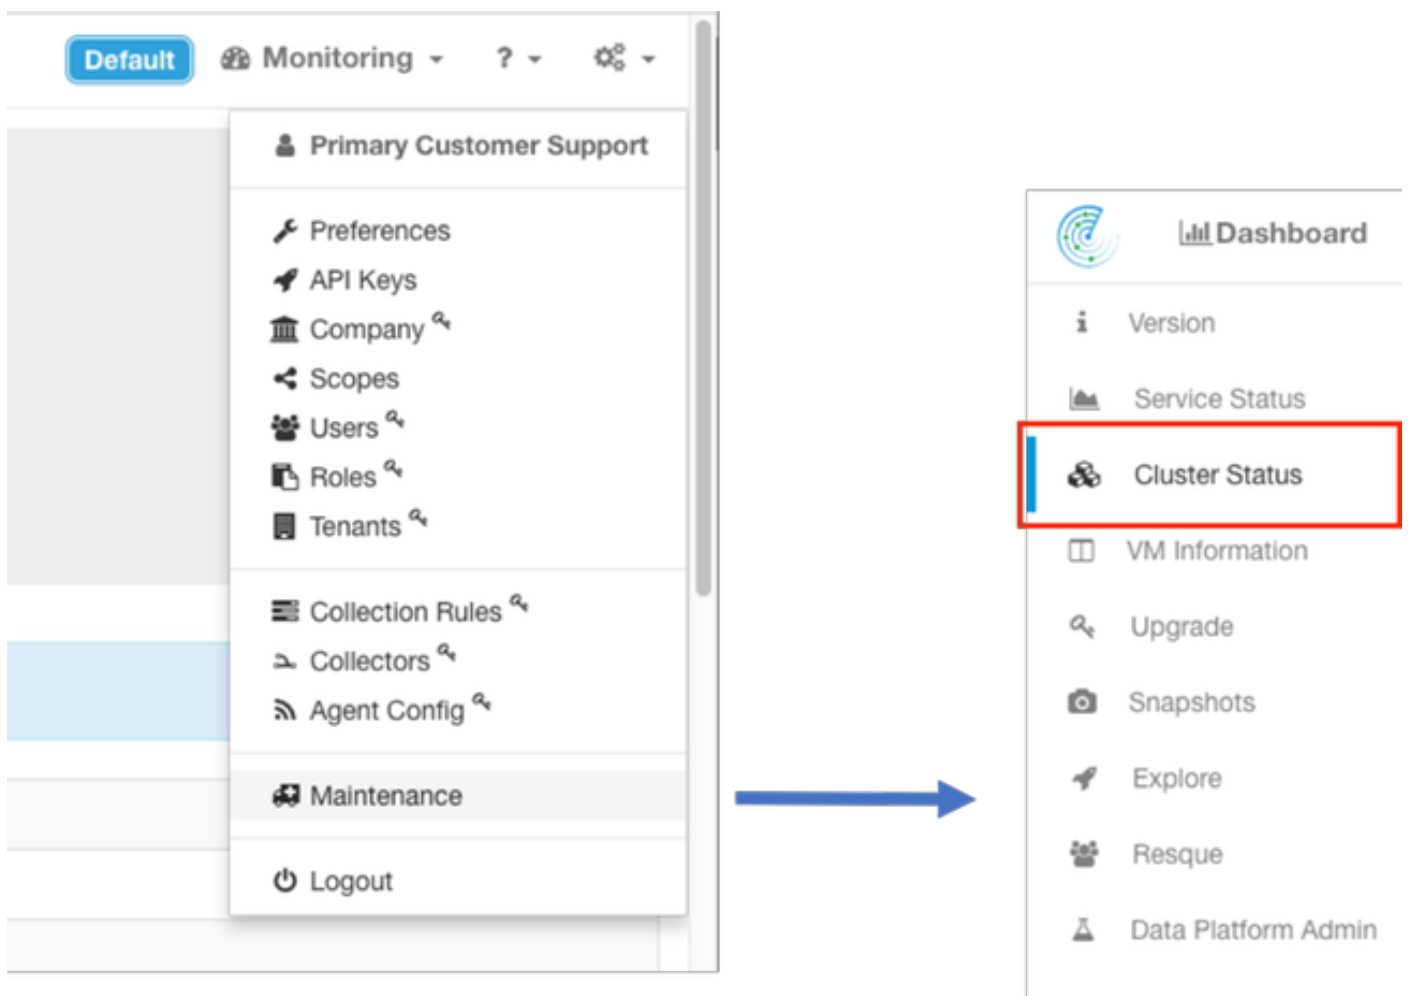 Default
Monitoring
?
Primary Customer Support
Preferences
API Keys
Company
Scopes
Users
Roles
Tenants
Collection Rules
Collectors
Agent Config
Maintenance
Logout
Dashboard
Version
Service Status
Cluster Status
VM Information
Upgrade
Snapshots
Explore
Resque
Data Platform Admin